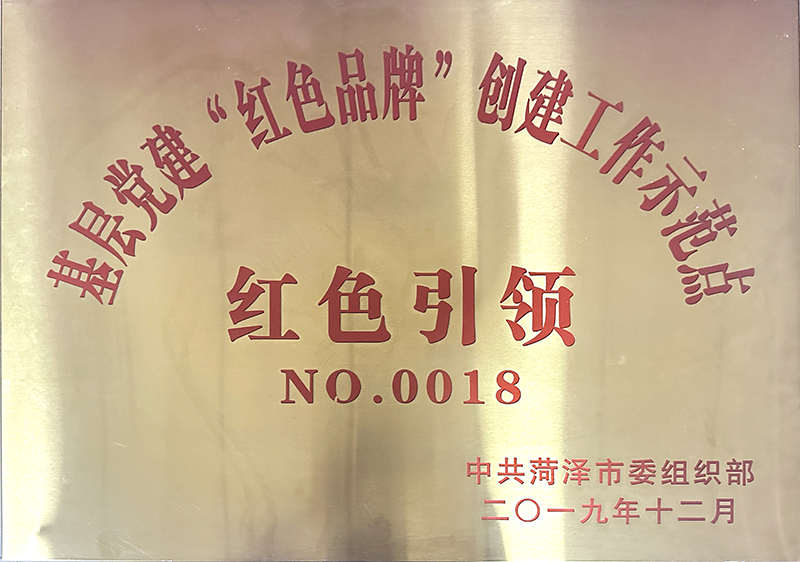 基层党建“红色品牌”创建工作示范点
红色引领
NO.0018
中共菏泽市委组织部
二〇一九年十二月